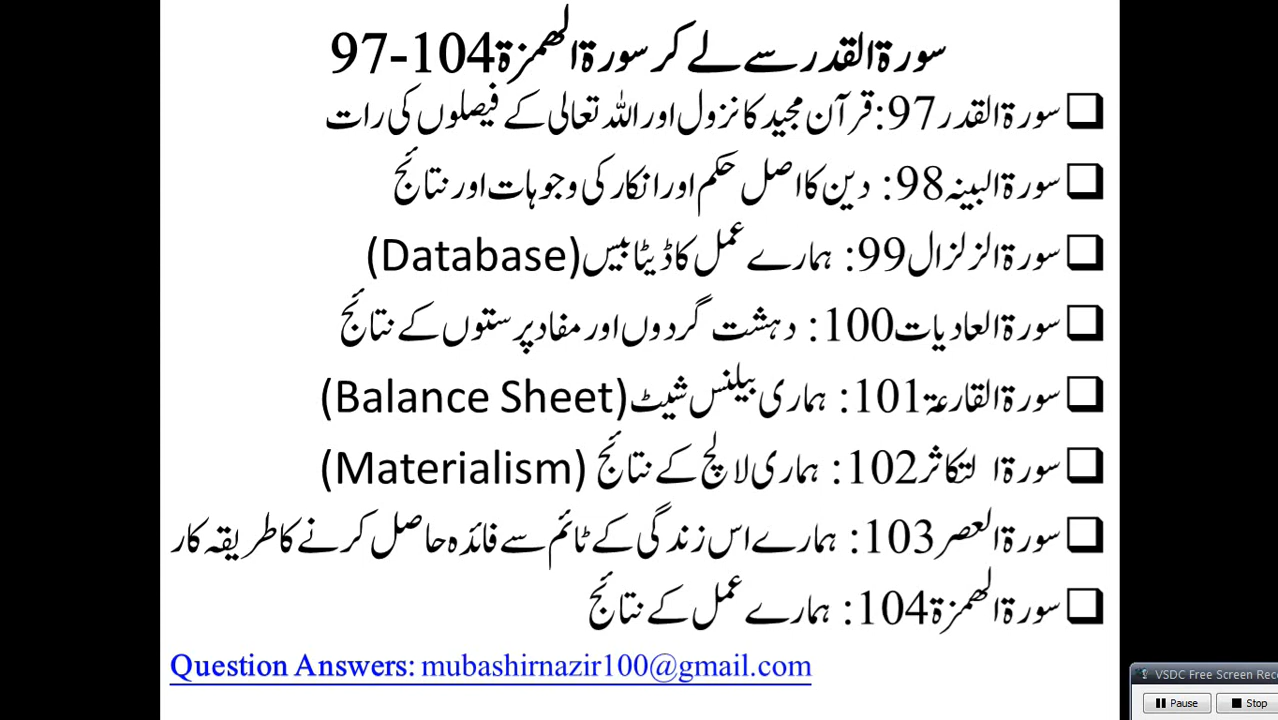 سورۃ القدر سے لے کر سورۃ الھمزۃ 104-97
❑ سورۃ القدر 97: قرآن مجید کا نزول اور اللہ تعالی کے فیصلوں کی رات
❑ سورۃ البینہ 98: دین کا اصل حکم اور انکار کی وجوہات اور نتائج
❑ سورۃ الزلزال 99: ہمارے عمل کا ڈیٹا بیس (Database)
❑ سورۃ العادیات 100: دہشت گردوں اور مفاد پرستوں کے نتائج
❑ سورۃ القارعۃ 101: ہماری بیلنس شیٹ (Balance Sheet)
❑ سورۃ ا لتکاثر 102: ہماری لالچ کے نتائج (Materialism)
❑ سورۃ العصر 103: ہمارے اس زندگی کے ٹائم سے فائدہ حاصل کرنے کا طریقہ کار
❑ سورۃ الھمزۃ 104: ہمارے عمل کے نتائج
Question Answers: mubashirnazir100@gmail.com
VSDC Free Screen Rec
Pause Stop